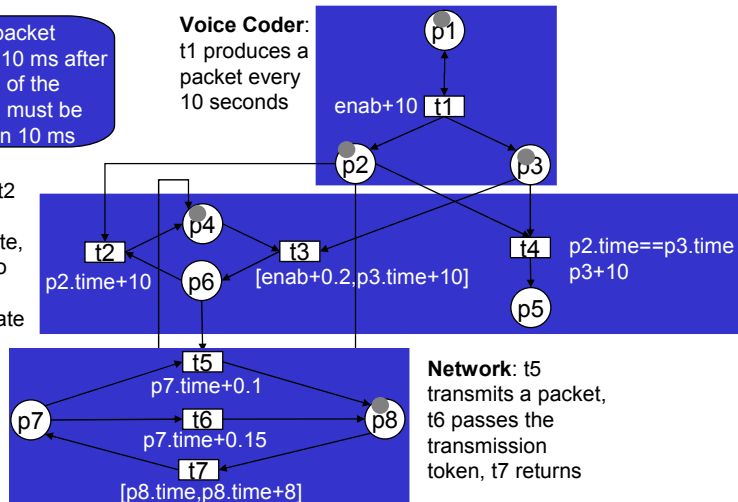 packet
10 ms after
of the
must be
n 10 ms
Voice Coder:
t1 produces a
packet every
10 seconds
p1
enab+10
t1
p2
p3
t2
te,
o
ate
p4
t2
p2.time+10
t3
p6
[enab+0.2,p3.time+10]
t4
p2.time==p3.time
p3+10
p5
t5
p7.time+0.1
p7
t6
p7.time+0.15
p8
t7
[p8.time,p8.time+8]
Network: t5
transmits a packet,
t6 passes the
transmission
token, t7 returns